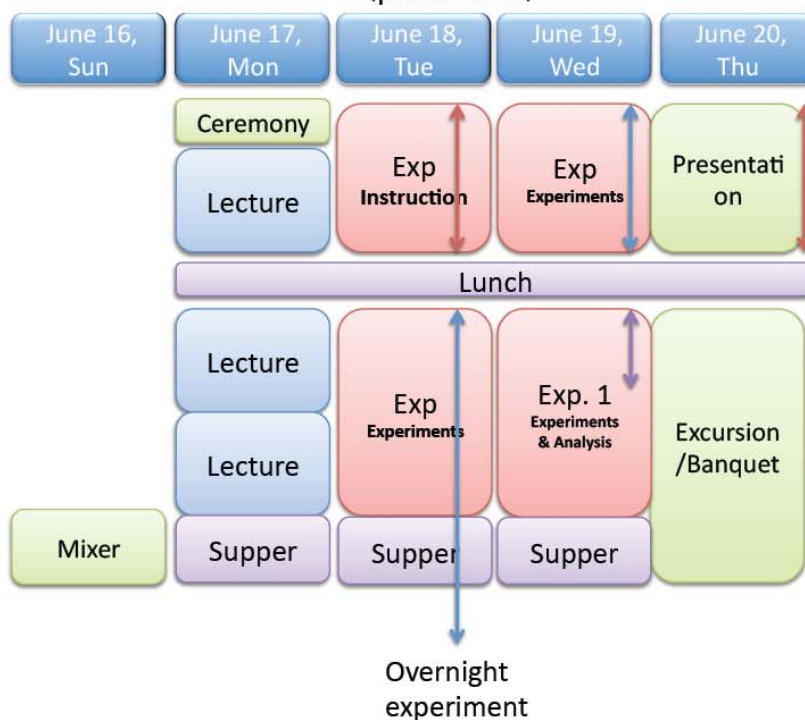 June 16,
Sun
June 17,
Mon
June 18,
Tue
June 19,
Wed
June 20,
Thu
Ceremony
Lecture
Exp
Instruction
Exp
Experiments
Presentati
on
Lunch
Lecture
Lecture
Exp
Experiments
Exp. 1
Experiments
& Analysis
Excursion
/Banquet
Mixer
Supper
Supper
Supper
Overnight
experiment